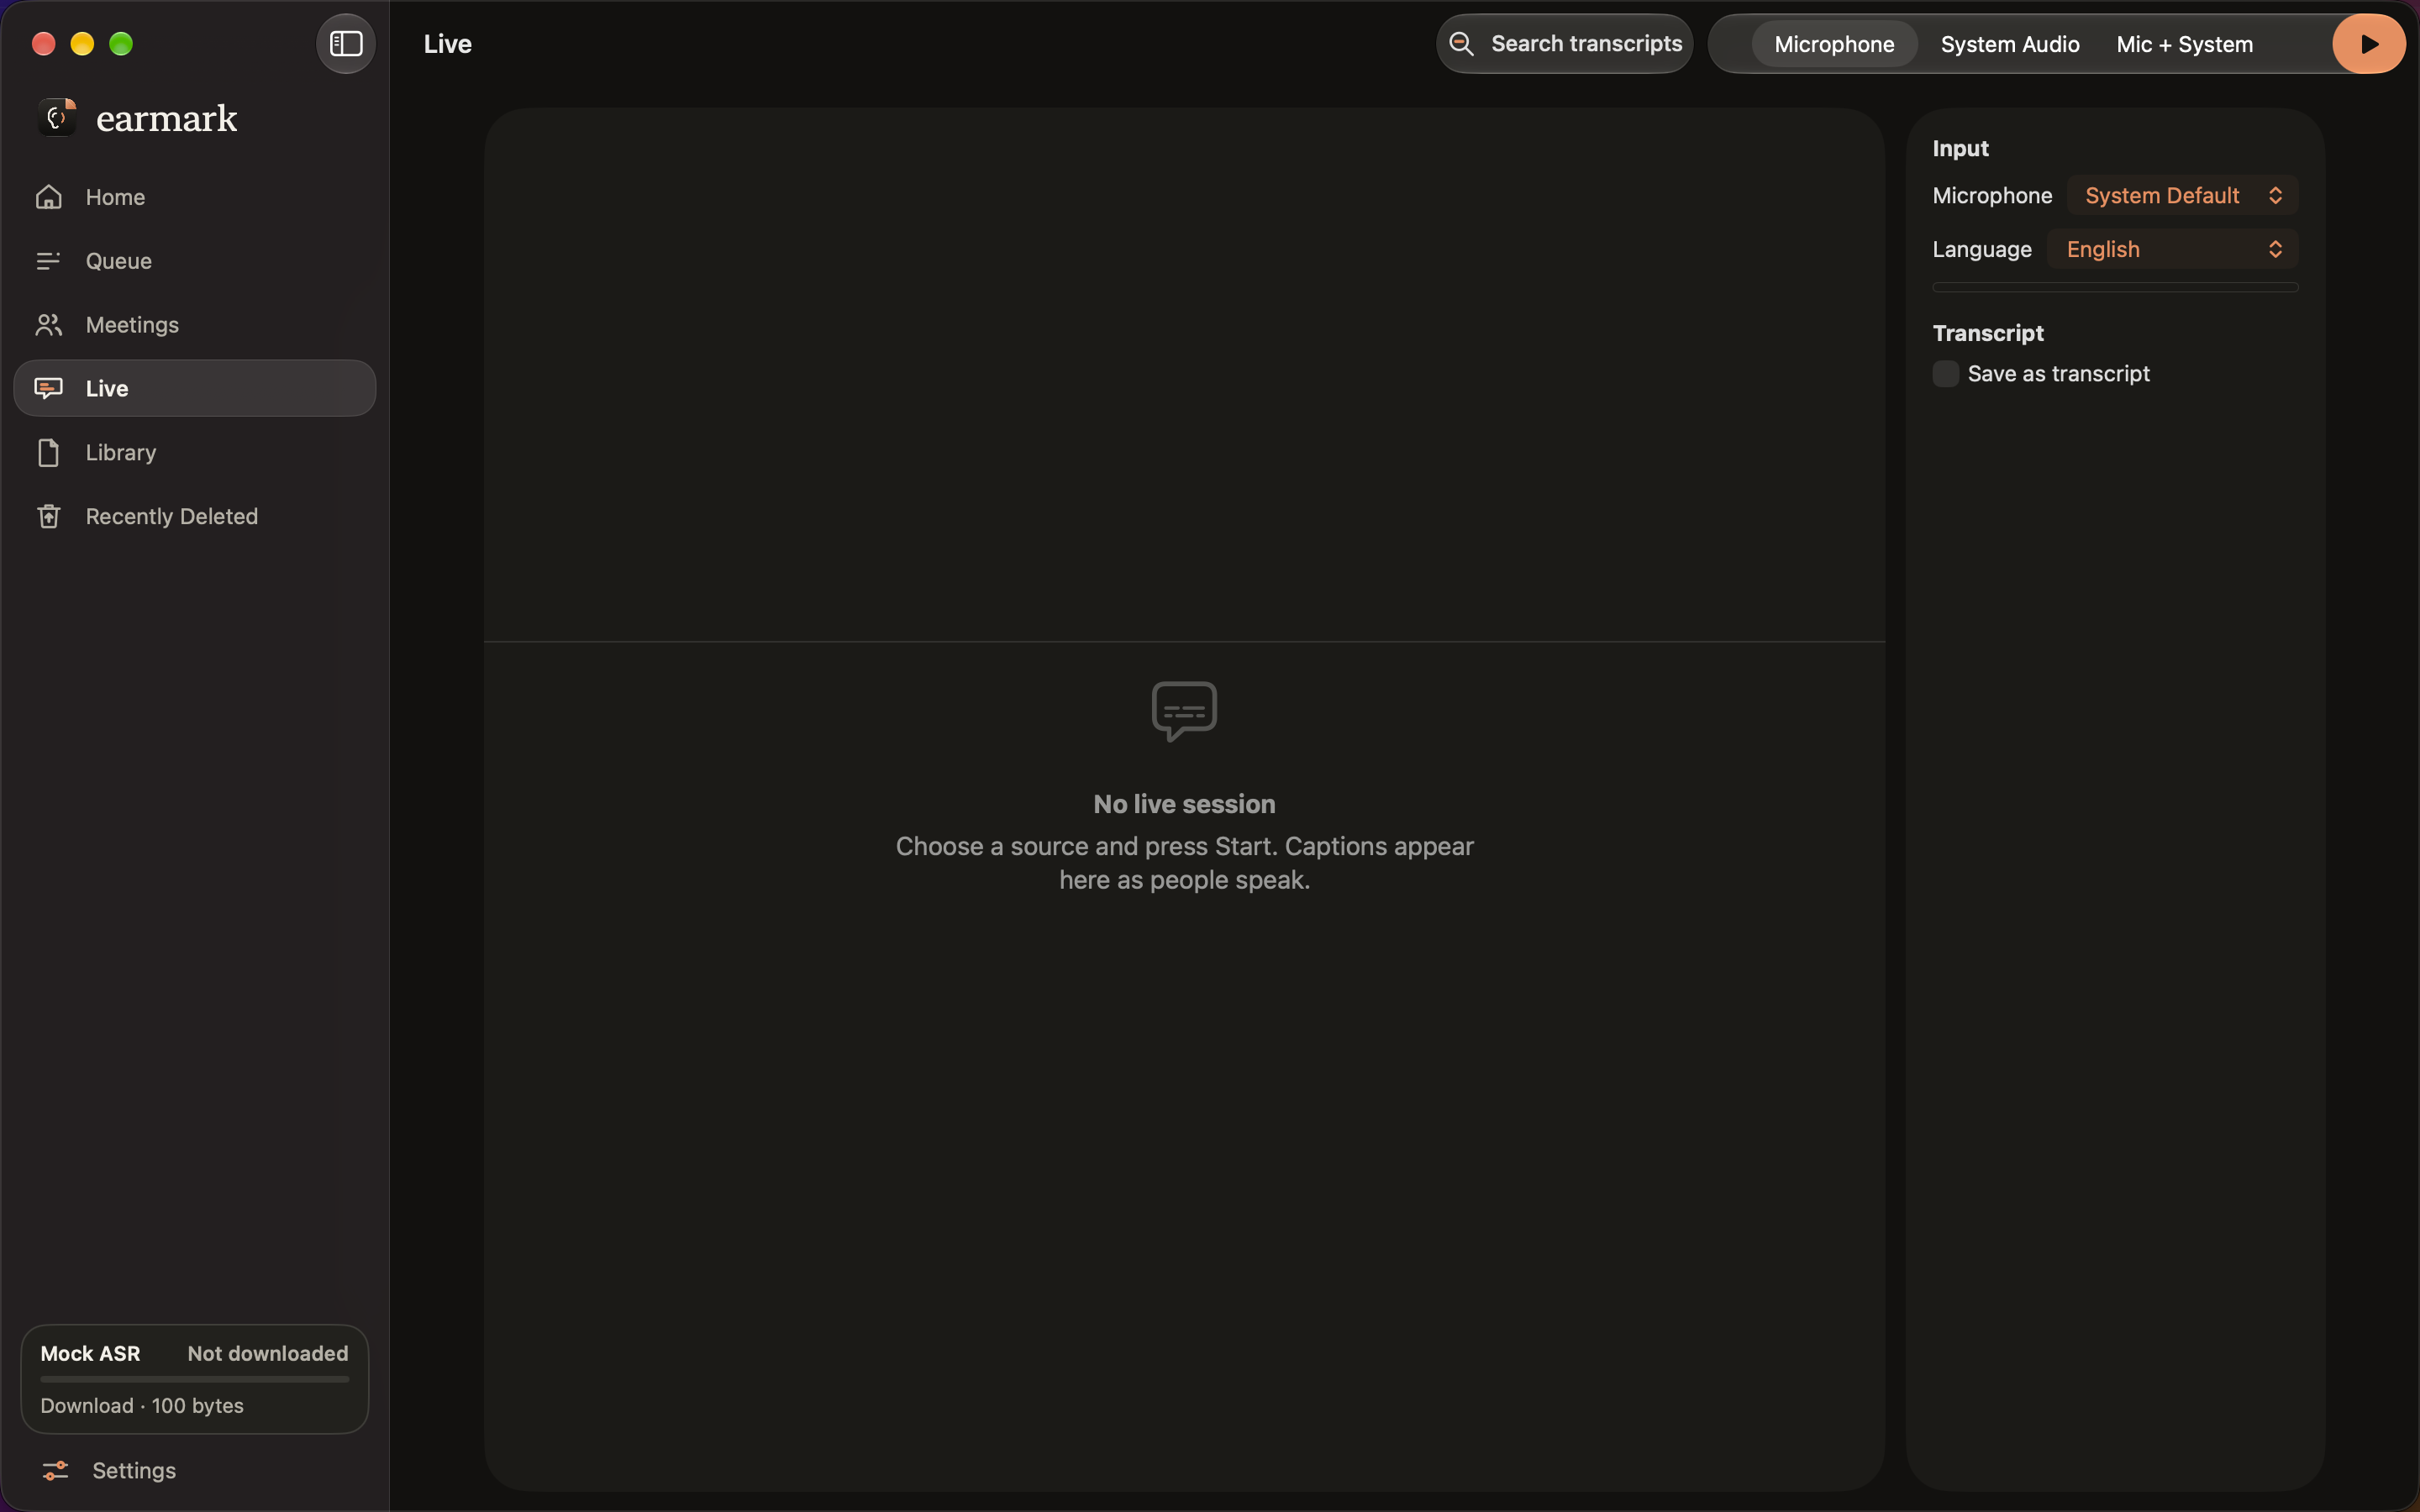 Live
Search transcripts
Microphone
System Audio
Mic + System
earmark
Home
Queue
Meetings
Live
Library
Recently Deleted
Input
Microphone
System Default
Language
English
Transcript
Save as transcript
No live session
Choose a source and press Start. Captions appear
here as people speak.
Mock ASR
Not downloaded
Download · 100 bytes
Settings